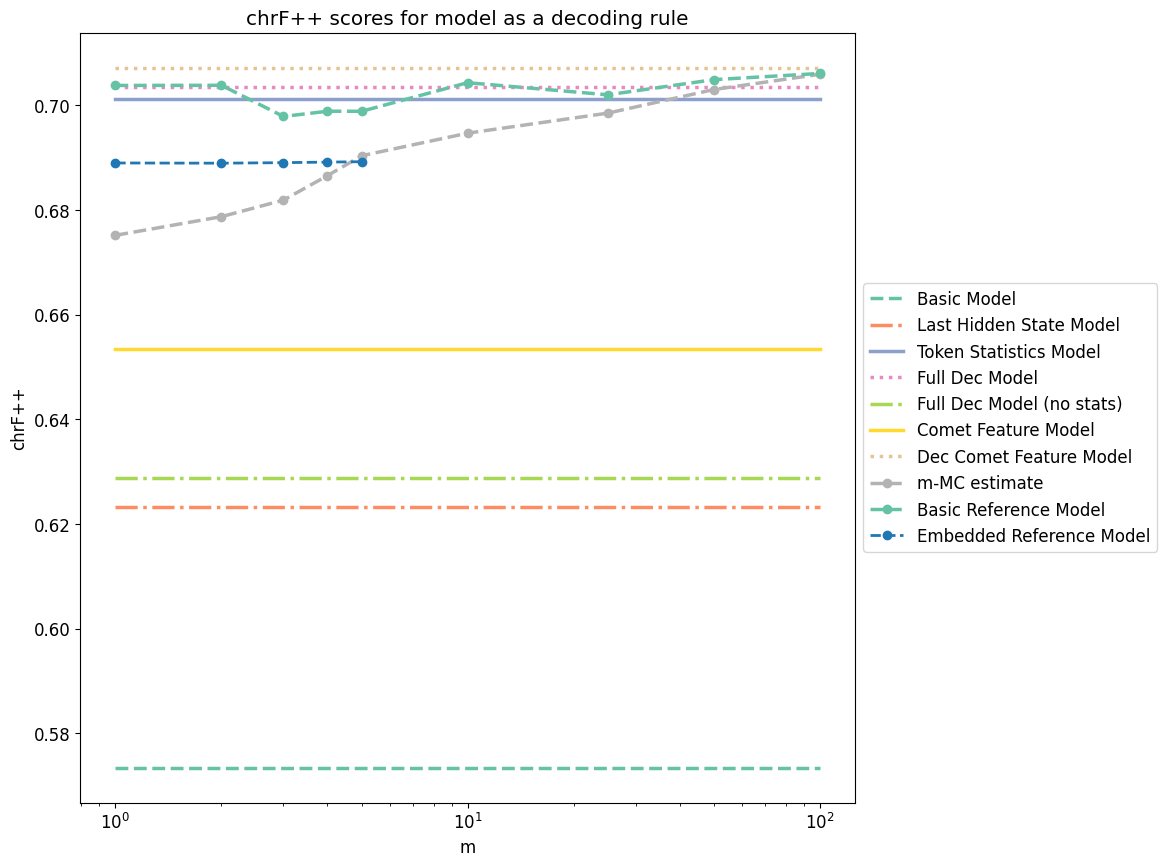 chrF++ scores for model as a decoding rule
chrF++
0.70
0.68
0.66
0.64
0.62
0.60
0.58
10⁰
10¹
10²
m
Basic Model
Last Hidden State Model
Token Statistics Model
Full Dec Model
Full Dec Model (no stats)
Comet Feature Model
Dec Comet Feature Model
m-MC estimate
Basic Reference Model
Embedded Reference Model